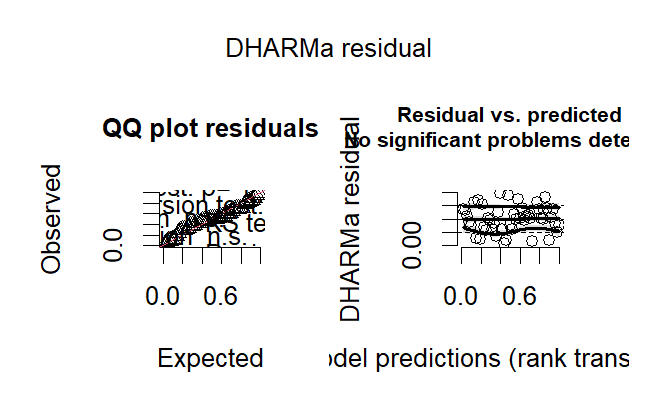 DHARMa residual
QQ plot residuals
Observed
0.0
0.0 0.6
Expected
Residual vs. predicted
No significant problems dete
DHARMa residual
0.00
0.0 0.6
odel predictions (rank trans